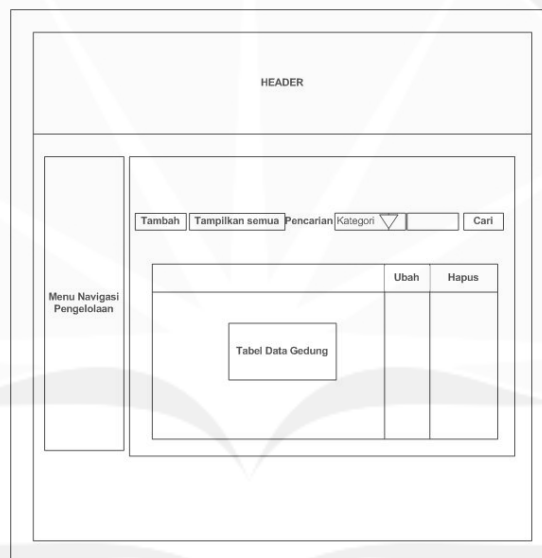 HEADER
Tambah Tampilkan semua Pencarian Kategori Cari
Ubah Hapus
Menu Navigasi
Pengelolaan
Tabel Data Gedung